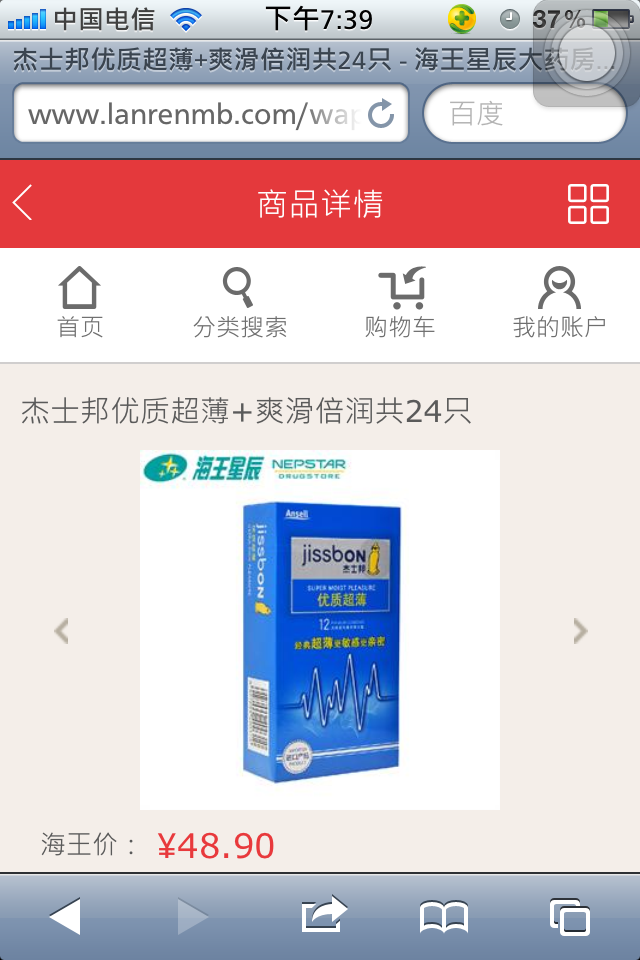 中国电信 下午7:39 37%
杰士邦优质超薄+爽滑倍润共24只 - 海王星辰大药房...
www.lanrenmb.com/wap 百度
商品详情
首页 分类搜索 购物车 我的账户
杰士邦优质超薄+爽滑倍润共24只
海王星辰 NEPSTAR
DRUGSTORE
Ansell
jissbon
杰士邦
SUPER MOIST PLEASURE
优质超薄
12
经典超薄更敏感更亲密
jissbon
进口产品
海王价： ¥48.90